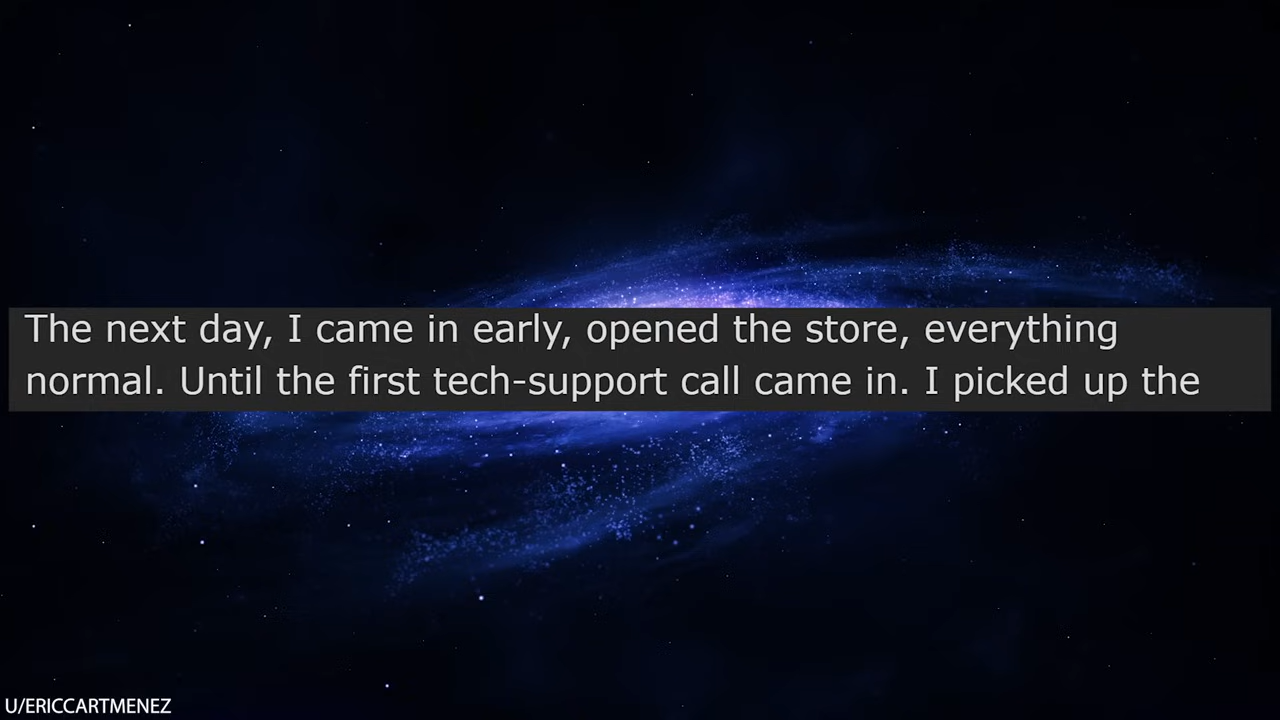 The next day, I came in early, opened the store, everything
normal. Until the first tech-support call came in. I picked up the
U/ERICCARTMENEZ